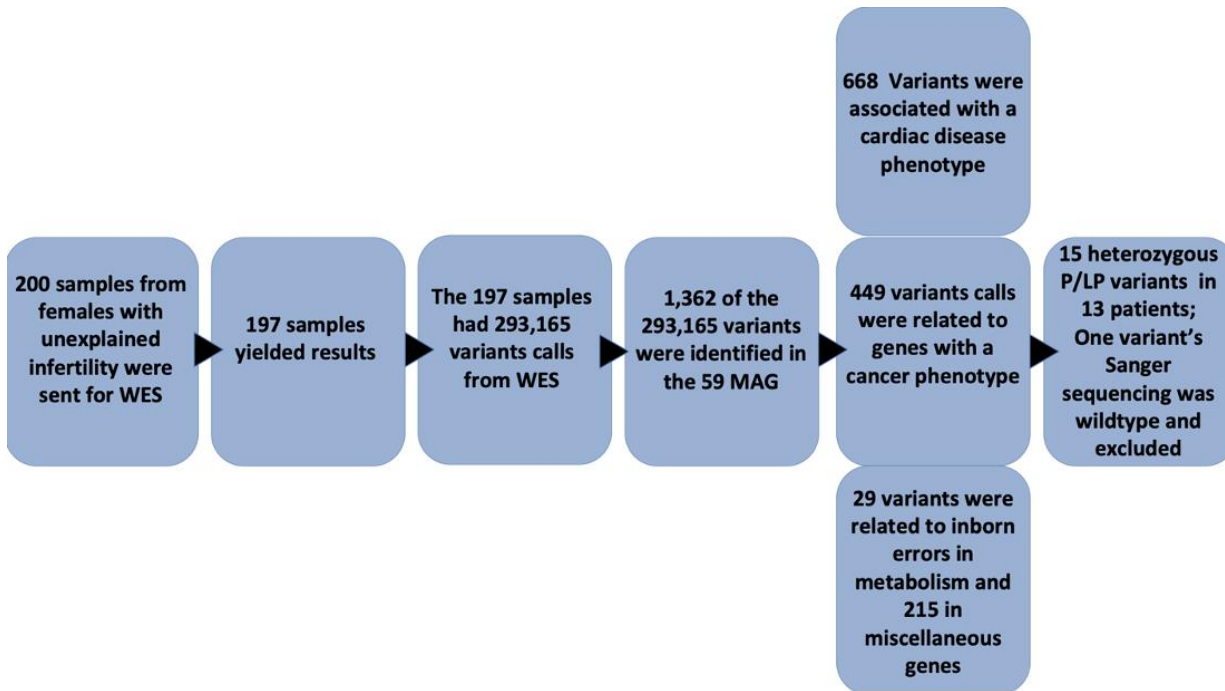 200 samples from
females with
unexplained
infertility were
sent for WES
197 samples
yielded results
The 197 samples
had 293,165
variants calls
from WES
1,362 of the
293,165 variants
were identified in
the 59 MAG
668 Variants were
associated with a
cardiac disease
phenotype
449 variants calls
were related to
genes with a
cancer phenotype
29 variants were
related to inborn
errors in
metabolism and
215 in
miscellaneous
genes
15 heterozygous
P/LP variants in
13 patients;
One variant’s
Sanger
sequencing was
wildtype and
excluded